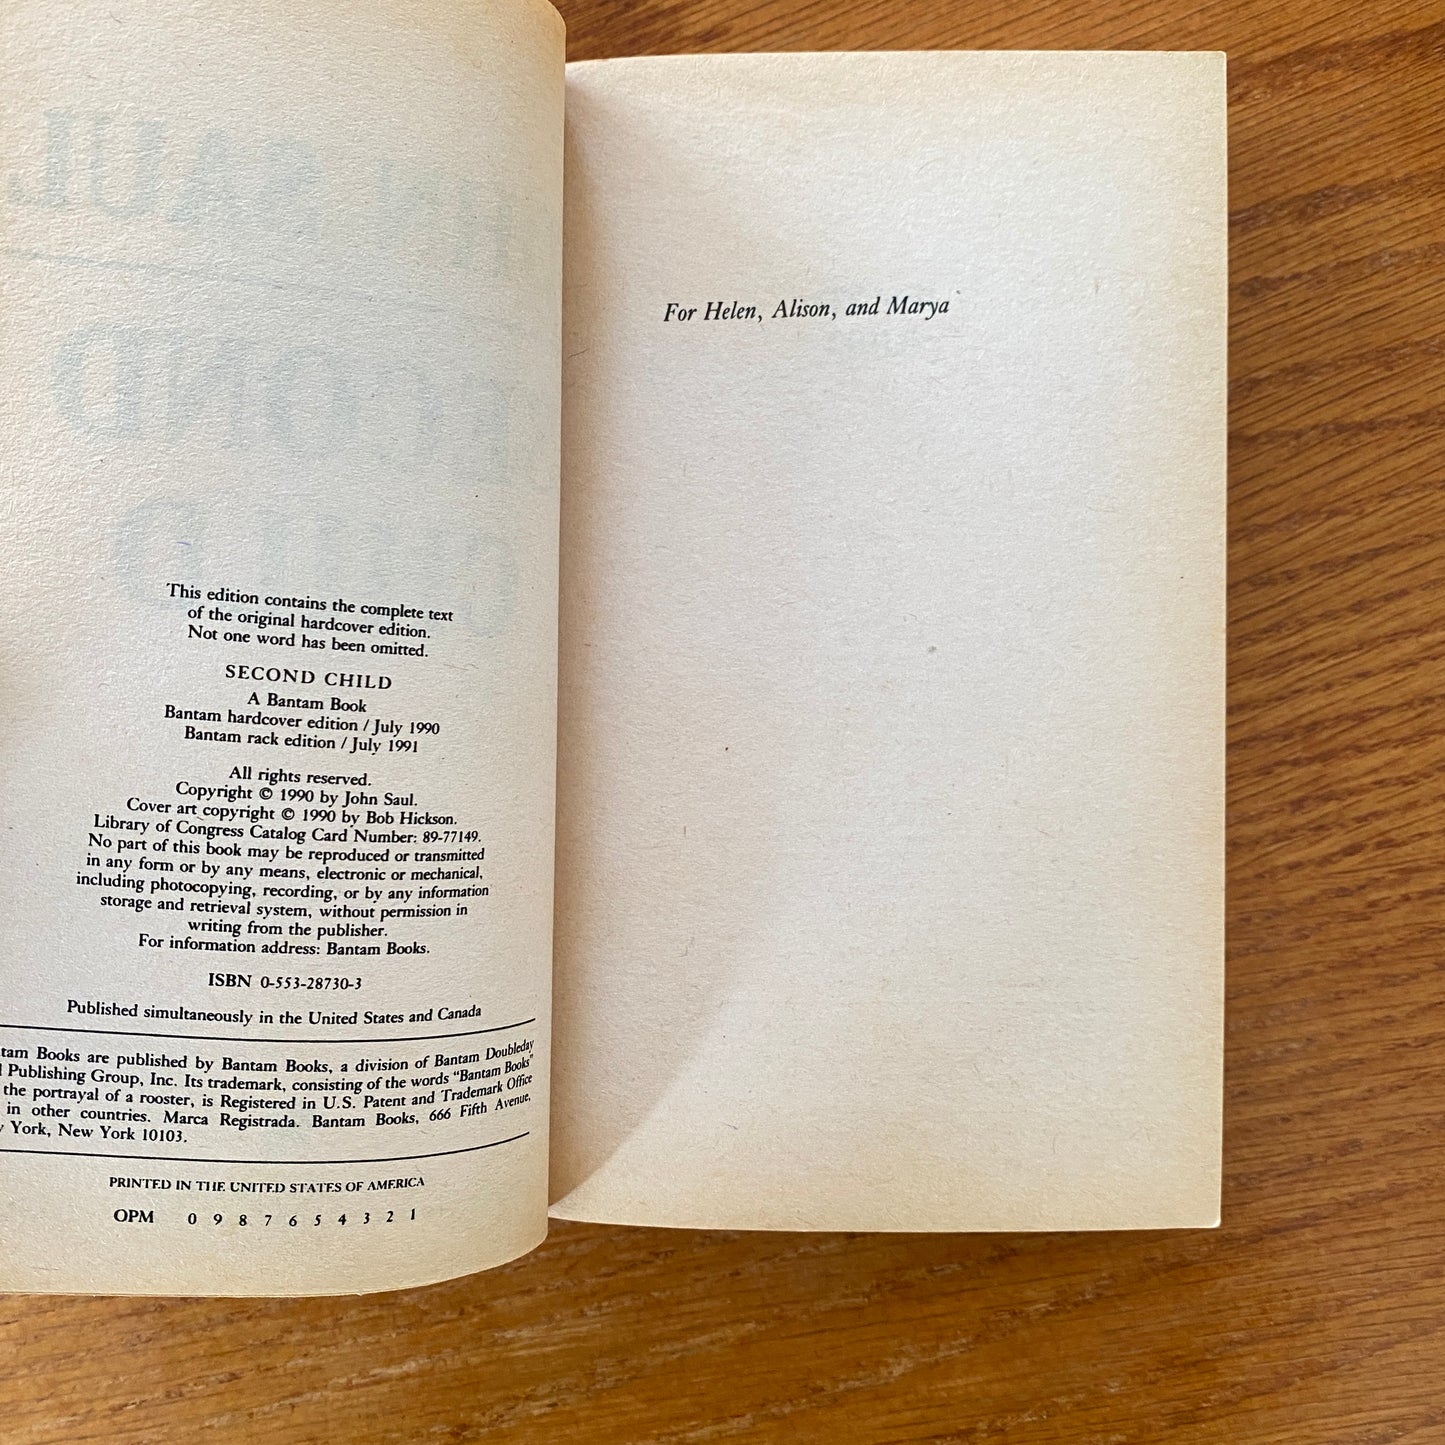 This edition contains the complete text
of the original hardcover edition.
Not one word has been omitted.
SECOND CHILD
A Bantam Book
Bantam hardcover edition / July 1990
Bantam rack edition / July 1991
All rights reserved.
Copyright © 1990 by John Saul.
Cover art copyright © 1990 by Bob Hickson.
Library of Congress Catalog Card Number: 89-77149.
No part of this book may be reproduced or transmitted
in any form or by any means, electronic or mechanical,
including photocopying, recording, or by any information
storage and retrieval system, without permission in
writing from the publisher.
For information address: Bantam Books.
ISBN 0-553-28730-3
Published simultaneously in the United States and Canada
Books are published by Bantam Books, a division of Bantam Doubleday
Publishing Group, Inc. Its trademark, consisting of the words "Bantam Books"
the portrayal of a rooster, is Registered in U.S. Patent and Trademark Office
in other countries. Marca Registrada. Bantam Books, 666 Fifth Avenue,
York, New York 10103.
PRINTED IN THE UNITED STATES OF AMERICA
OPM 0 9 8 7 6 5 4 3 2 1
For Helen, Alison, and Marya